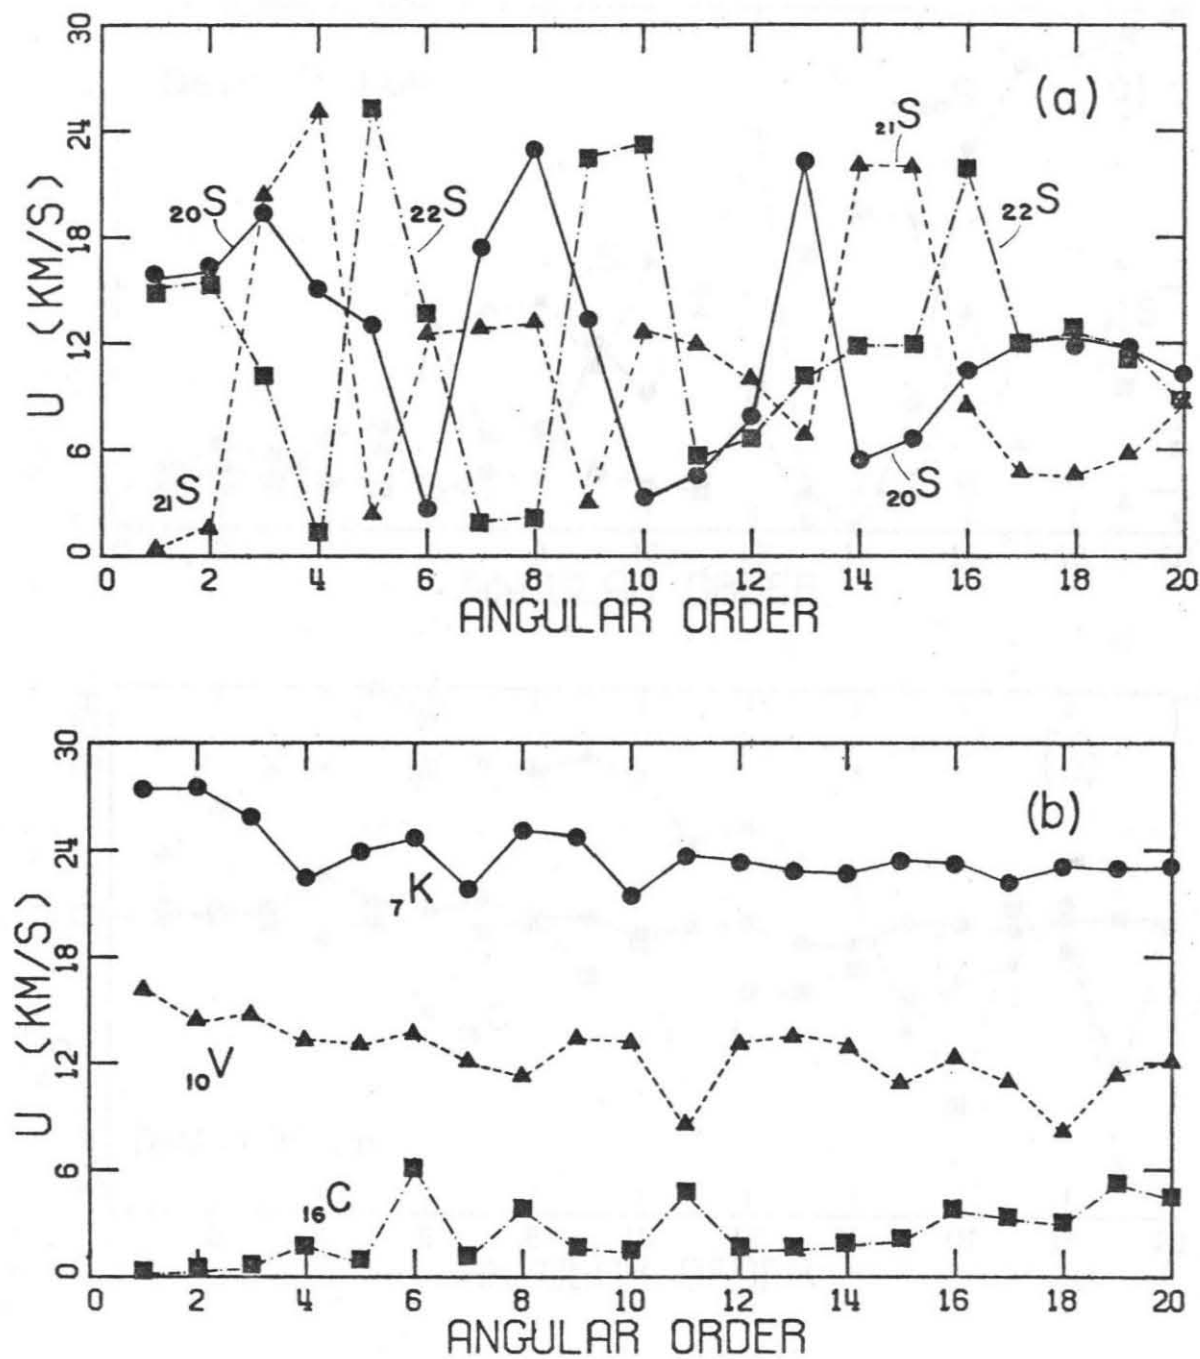 30
24
18
12
6
0
U (KM/S)
(a)
₂₀S
₂₂S
₂₁S
₂₂S
₂₁S
₂₀S
0 2 4 6 8 10 12 14 16 18 20
ANGULAR ORDER
30
24
18
12
6
0
U (KM/S)
(b)
₇K
₁₀V
₁₆C
0 2 4 6 8 10 12 14 16 18 20
ANGULAR ORDER